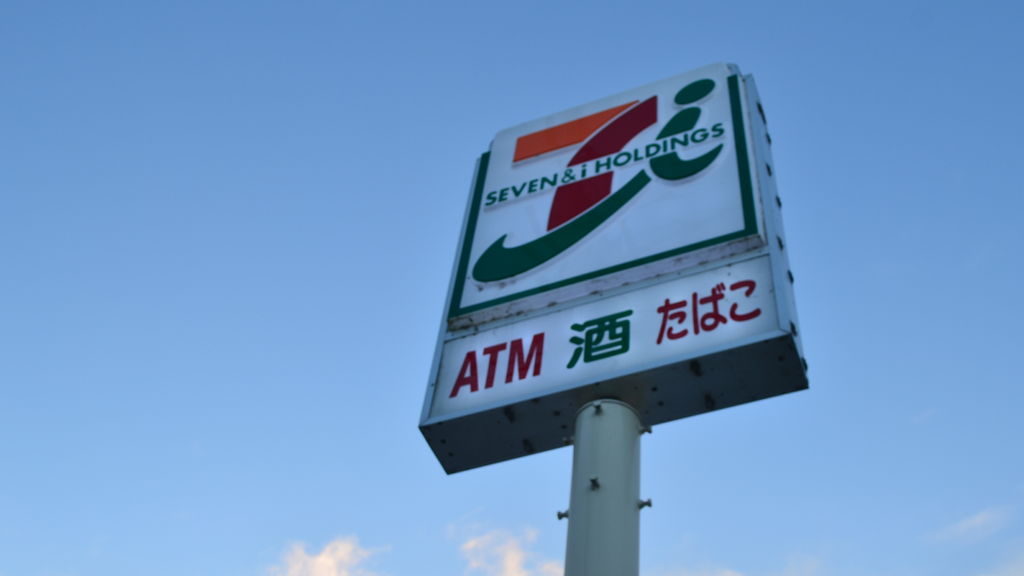 SEVEN&i HOLDINGS
ATM 酒 たばこ